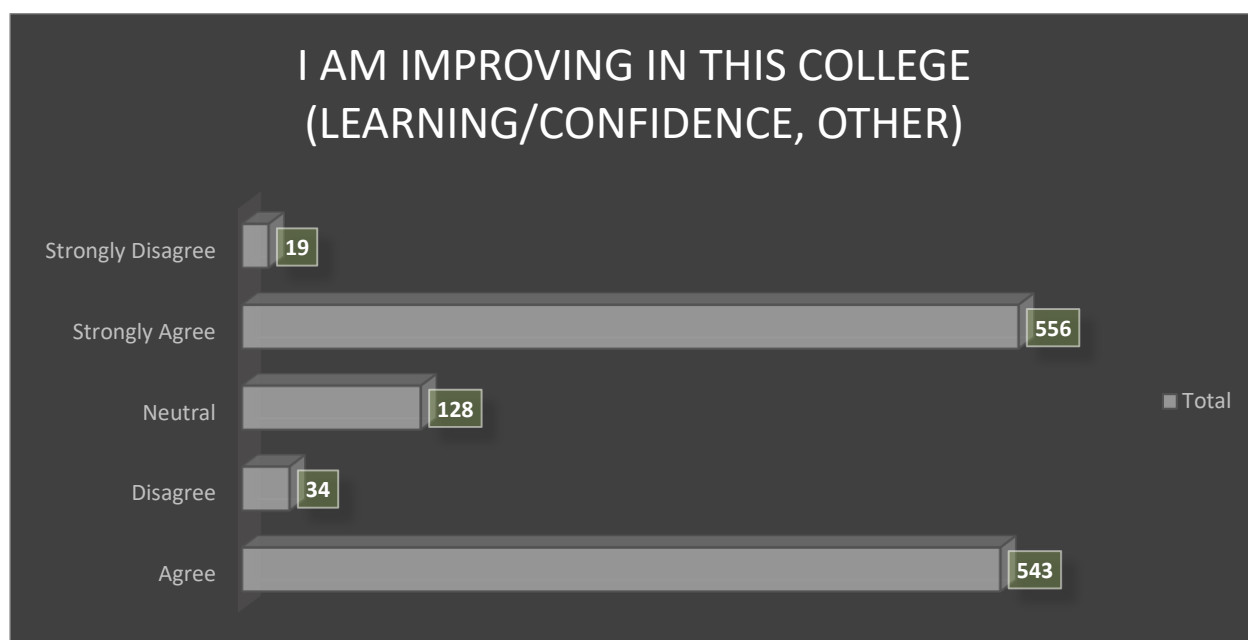 I AM IMPROVING IN THIS COLLEGE
(LEARNING/CONFIDENCE, OTHER)
Strongly Disagree
19
Strongly Agree
556
Neutral
128
Total
Disagree
34
Agree
543